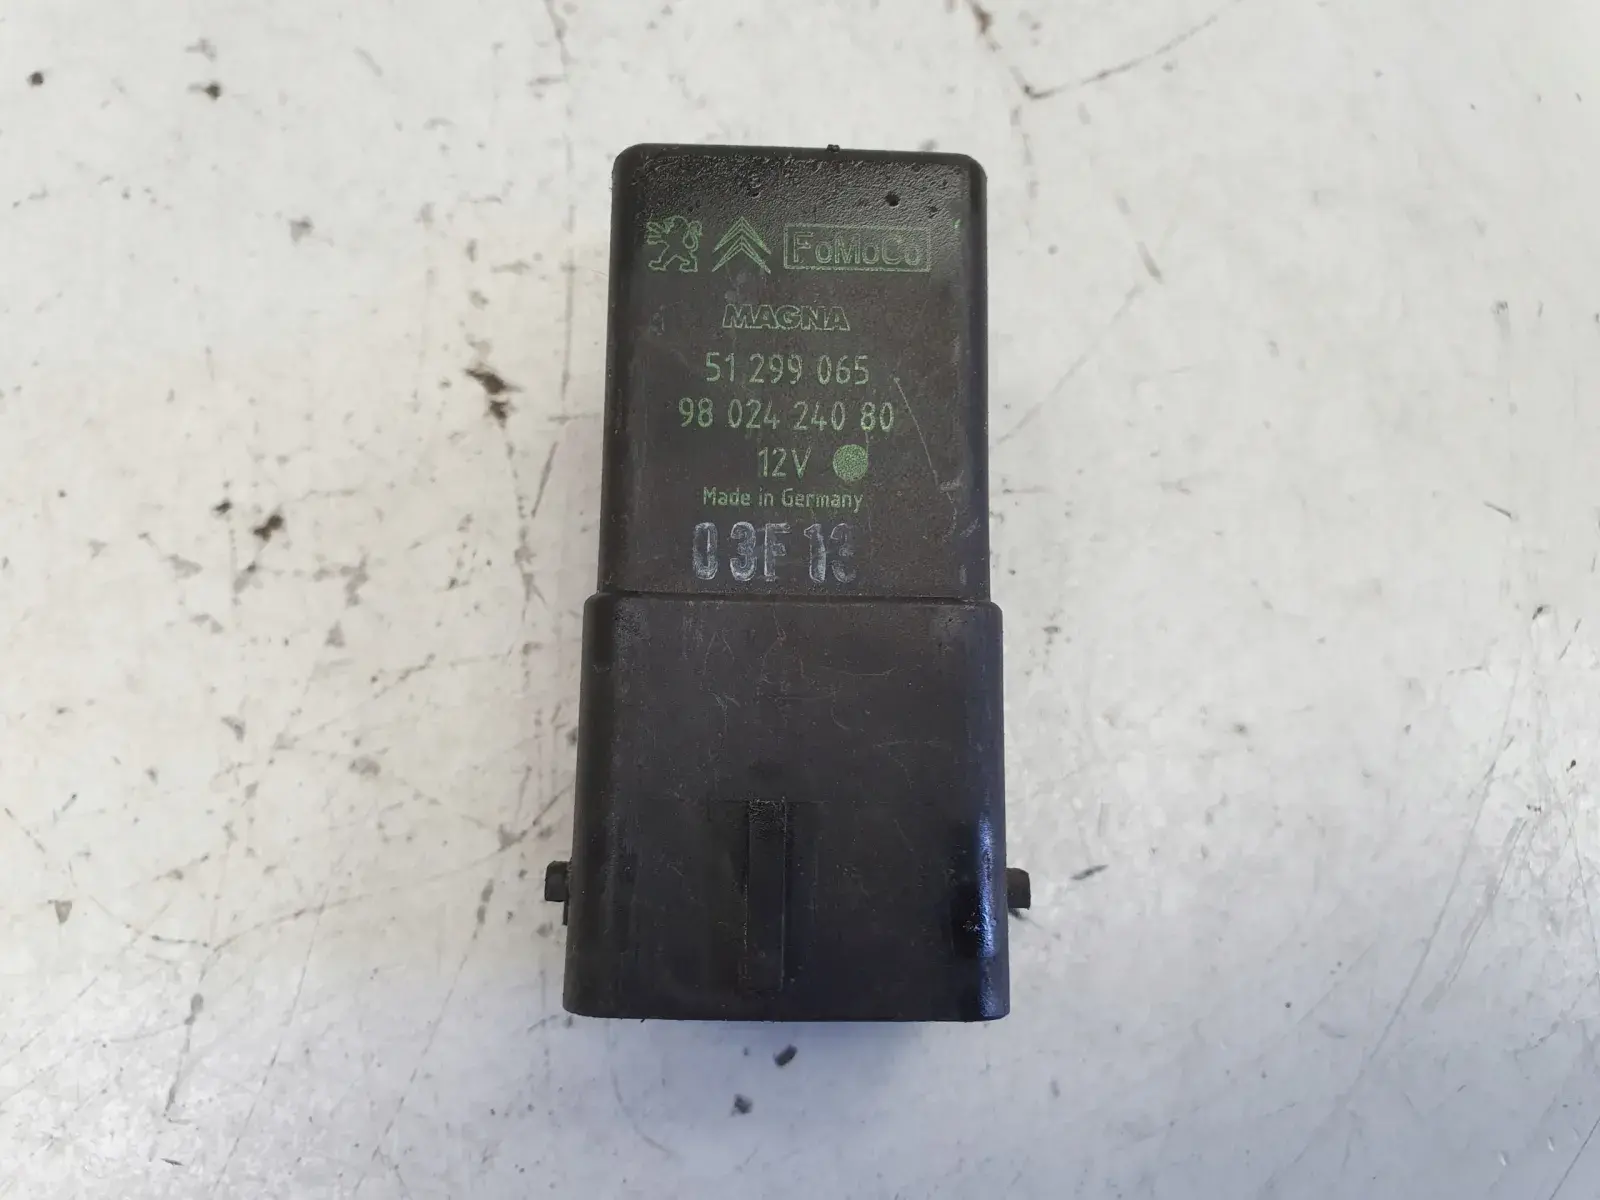 FoMoCo
MAGNA
51 299 065
98 024 240 80
12V
Made in Germany
03F13